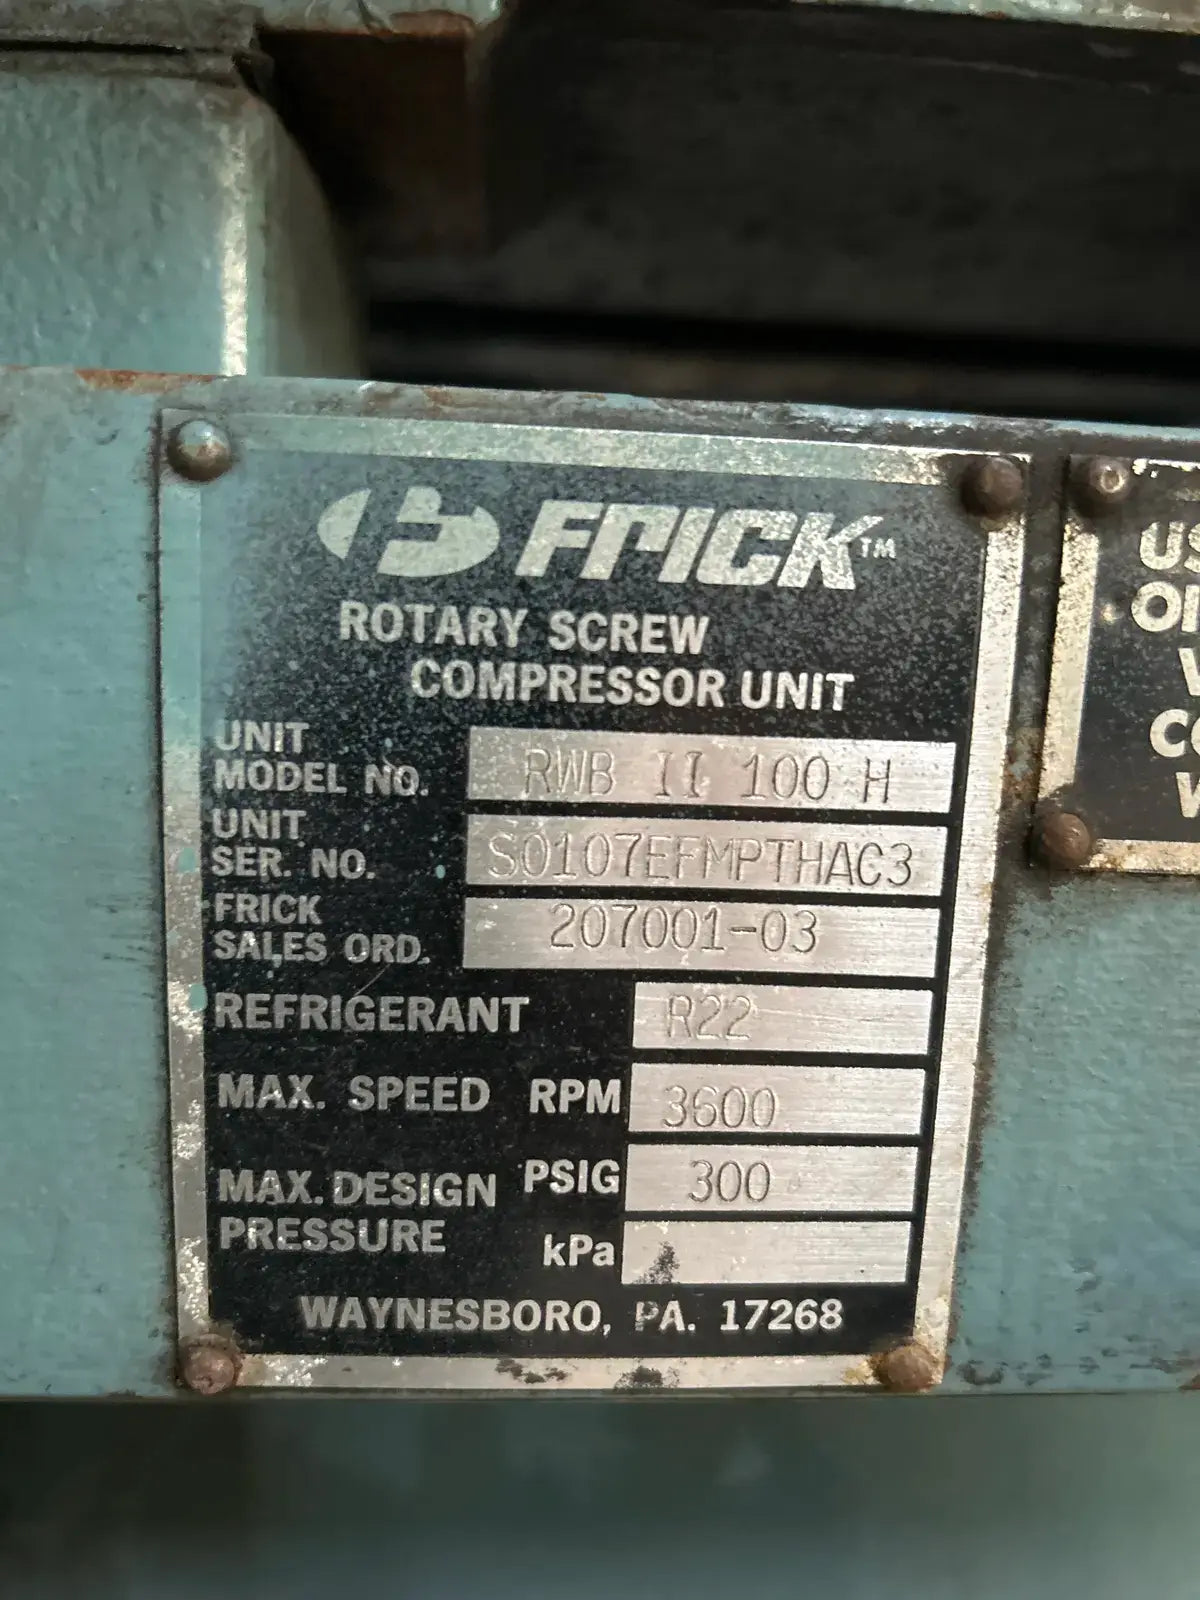 FRICK™
ROTARY SCREW
COMPRESSOR UNIT
UNIT
MODEL NO. RWB II 100 H
UNIT
SER. NO. S0107EFMPTHAC3
FRICK
SALES ORD. 207001-03
REFRIGERANT R22
MAX. SPEED RPM 3600
MAX. DESIGN PSIG 300
PRESSURE kPa
WAYNESBORO, PA. 17268
US